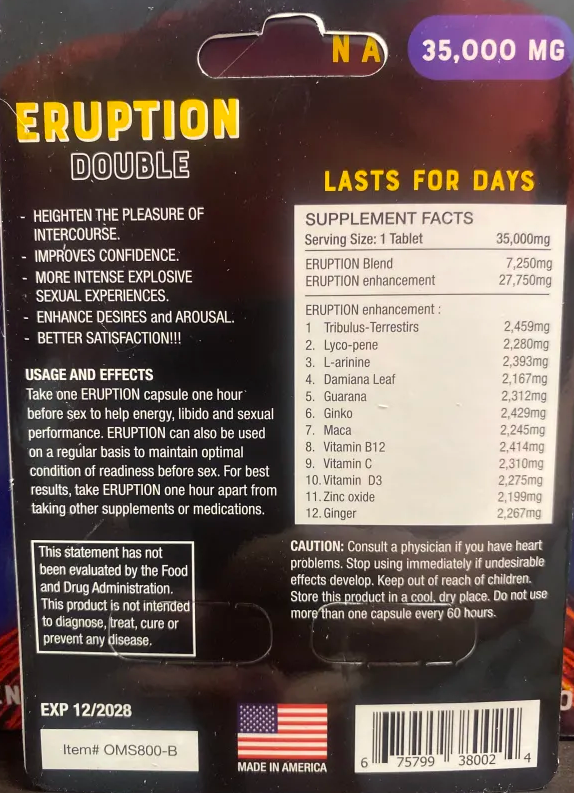 N A
35,000 MG
ERUPTION
DOUBLE
- HEIGHTEN THE PLEASURE OF
INTERCOURSE.
- IMPROVES CONFIDENCE.
- MORE INTENSE EXPLOSIVE
SEXUAL EXPERIENCES.
- ENHANCE DESIRES and AROUSAL.
- BETTER SATISFACTION!!!
USAGE AND EFFECTS
Take one ERUPTION capsule one hour
before sex to help energy, libido and sexual
performance. ERUPTION can also be used
on a regular basis to maintain optimal
condition of readiness before sex. For best
results, take ERUPTION one hour apart from
taking other supplements or medications.
This statement has not
been evaluated by the Food
and Drug Administration.
This product is not intended
to diagnose, treat, cure or
prevent any disease.
LASTS FOR DAYS
SUPPLEMENT FACTS
Serving Size: 1 Tablet 35,000mg
ERUPTION Blend 7,250mg
ERUPTION enhancement 27,750mg
ERUPTION enhancement :
1 Tribulus-Terrestirs 2,459mg
2. Lyco-pene 2,280mg
3. L-arinine 2,393mg
4. Damiana Leaf 2,167mg
5. Guarana 2,312mg
6. Ginko 2,429mg
7. Maca 2,245mg
8. Vitamin B12 2,414mg
9. Vitamin C 2,310mg
10. Vitamin D3 2,275mg
11. Zinc oxide 2,199mg
12. Ginger 2,267mg
CAUTION: Consult a physician if you have heart
problems. Stop using immediately if undesirable
effects develop. Keep out of reach of children.
Store this product in a cool, dry place. Do not use
more than one capsule every 60 hours.
EXP 12/2028
Item# OMS800-B
MADE IN AMERICA
6 75799 38002 4